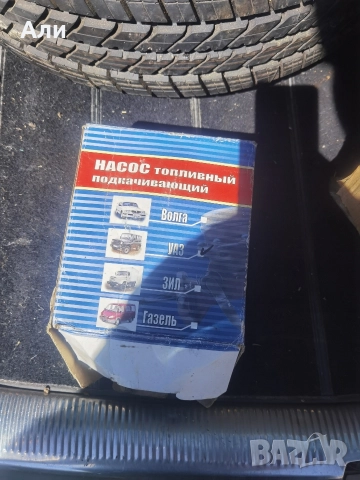 Али
НАСОС топливный
подкачивающий
Волга
УАЗ
ЗИЛ
Газель
BAZAR